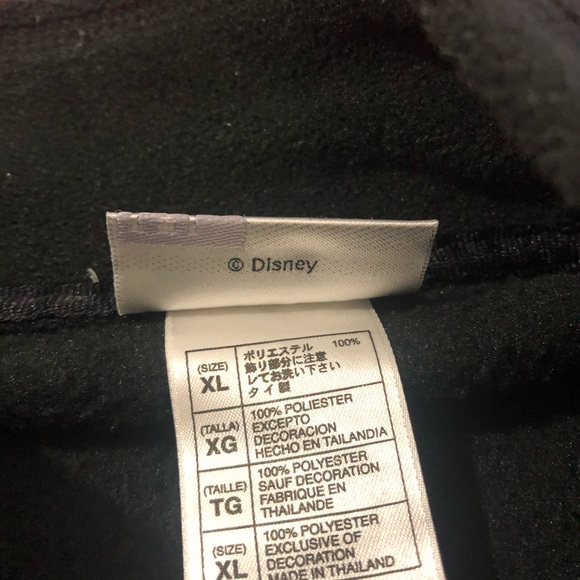 © Disney
(SIZE)
XL
ポリエステル 100%
飾り部分に注意
してお洗い下さい
タイ製
(TALLA)
XG
100% POLIESTER
EXCEPTO
DECORACION
HECHO EN TAILANDIA
(TAILLE)
TG
100% POLYESTER
SAUF DECORATION
FABRIQUE EN
THAILANDE
(SIZE)
XL
100% POLYESTER
EXCLUSIVE OF
DECORATION
MADE IN THAILAND